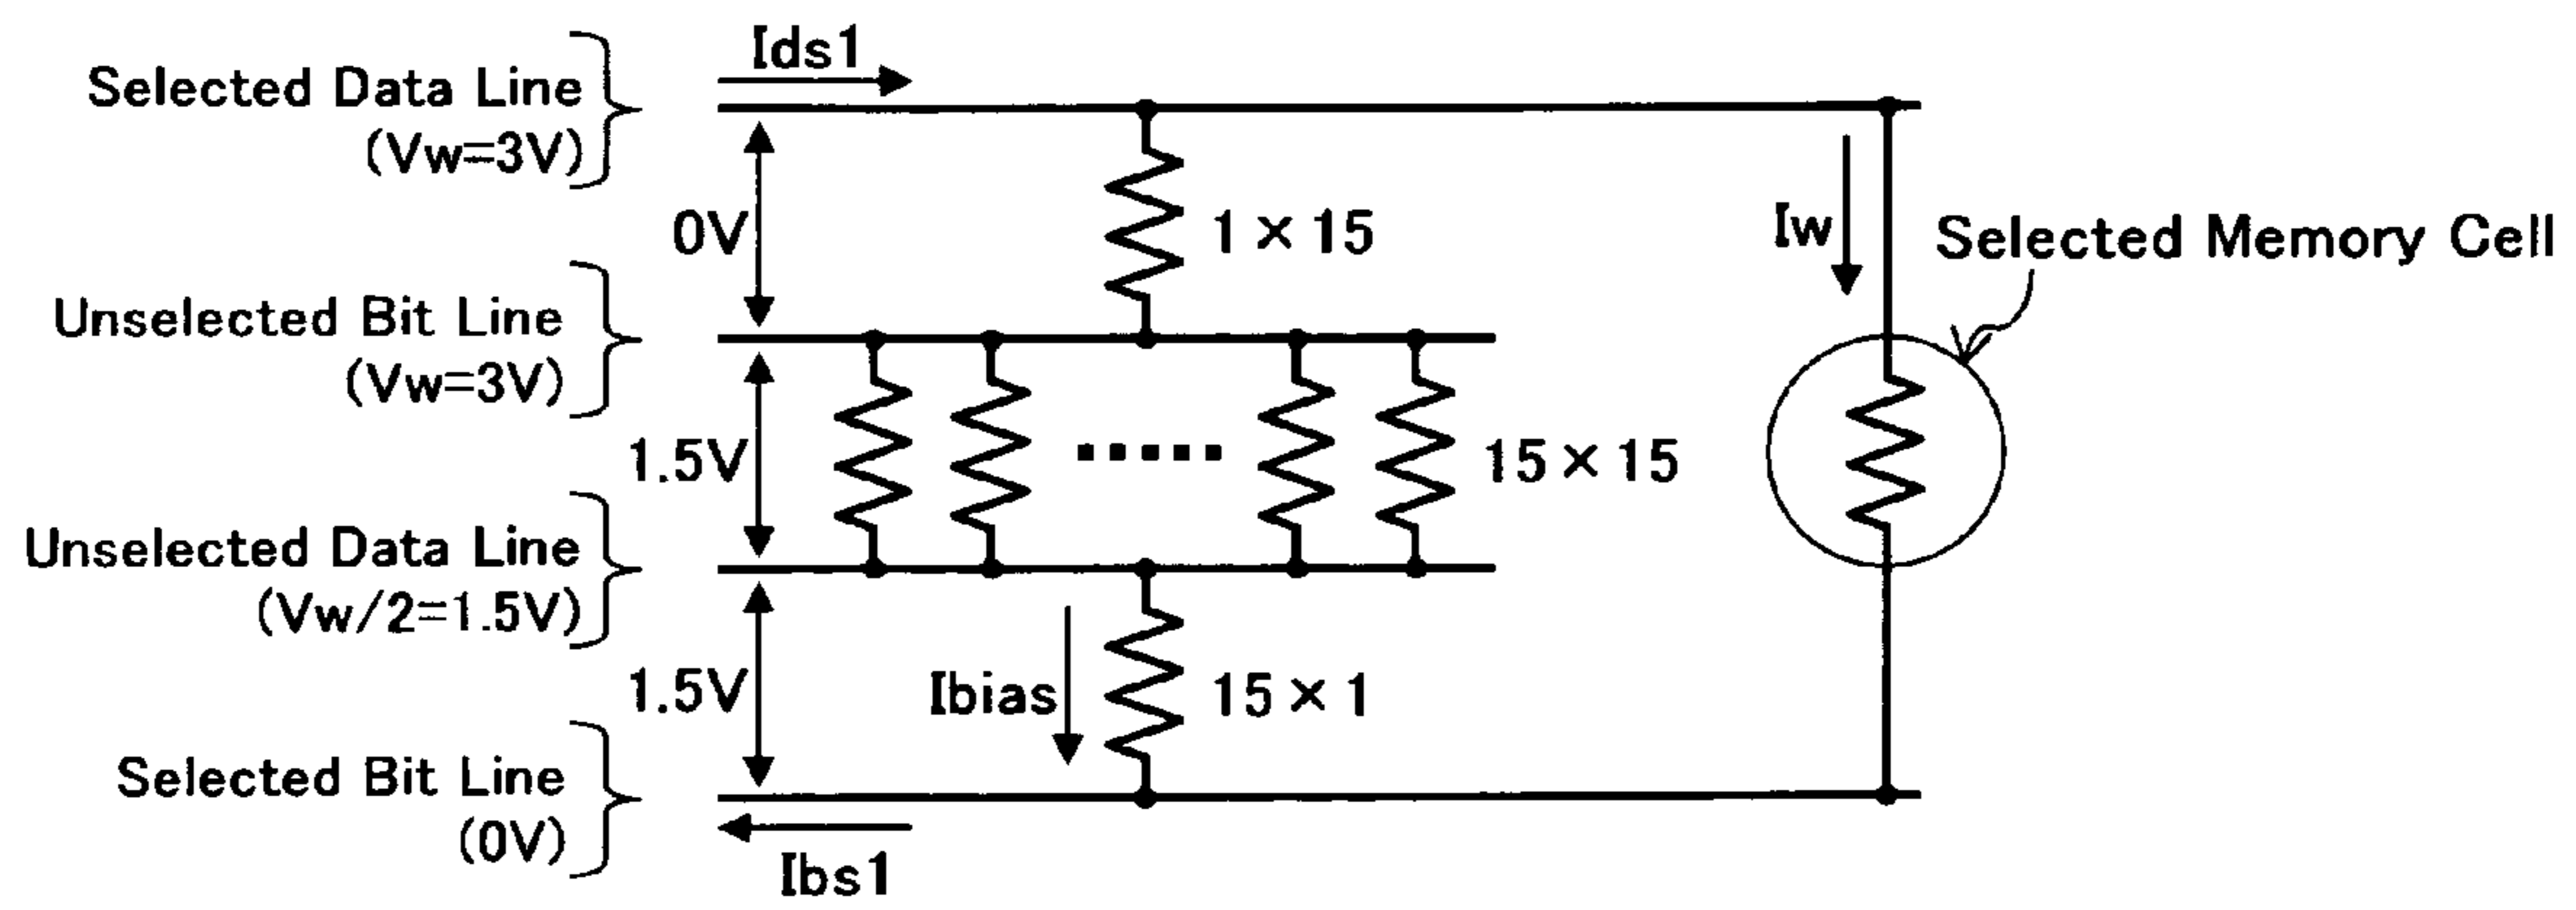 Ids1
Selected Data Line
(Vw=3V)
0V
1×15
Iw
Selected Memory Cell
Unselected Bit Line
(Vw=3V)
1.5V
15×15
Unselected Data Line
(Vw/2=1.5V)
1.5V
Ibias
15×1
Selected Bit Line
(0V)
Ibs1